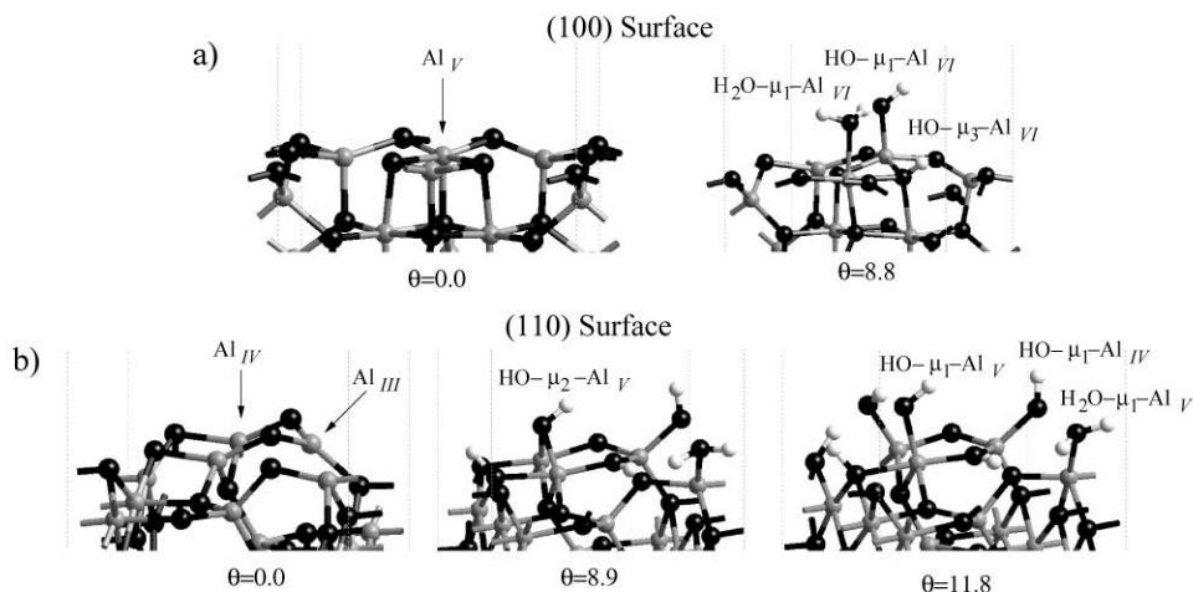 (100) Surface
a)
Al V
HO– μ1–Al VI
H2O–μ1–Al VI
HO–μ3–Al VI
θ=0.0
θ=8.8
(110) Surface
b)
Al IV
Al III
HO– μ2–Al V
HO–μ1–Al V
HO–μ1–Al IV
H2O–μ1–Al V
θ=0.0
θ=8.9
θ=11.8